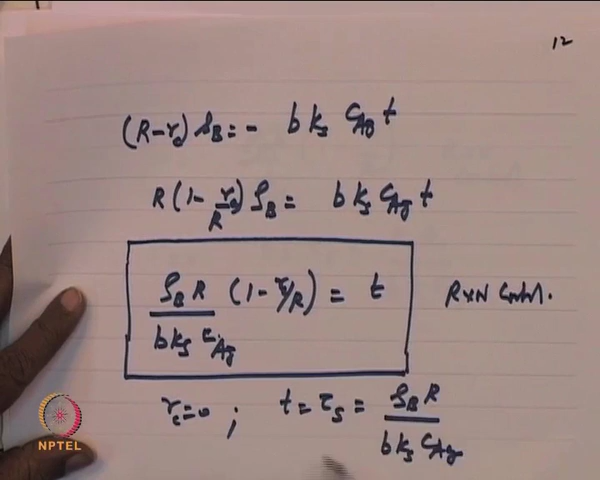 12
(R-r_c) ρ_B = - b k_s C_Ag t
R (1 - r_c/R) ρ_B = b k_s C_Ag t
ρ_B R / b k_s C_Ag (1 - r_c/R) = t RXN Control.
r_c = 0 ; t = τ_s = ρ_B R / b k_s C_Ag
NPTEL